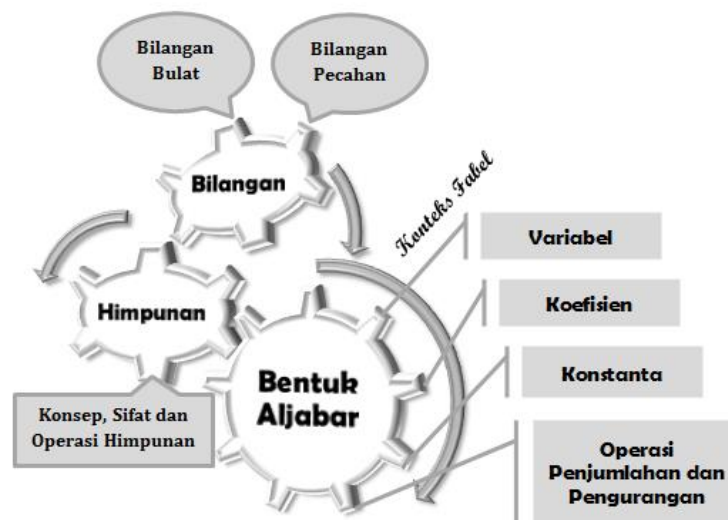 Bilangan
Bulat
Bilangan
Pecahan
Bilangan
Konteks Fabel
Variabel
Himpunan
Koefisien
Bentuk
Aljabar
Konstanta
Konsep, Sifat dan
Operasi Himpunan
Operasi
Penjumlahan dan
Pengurangan